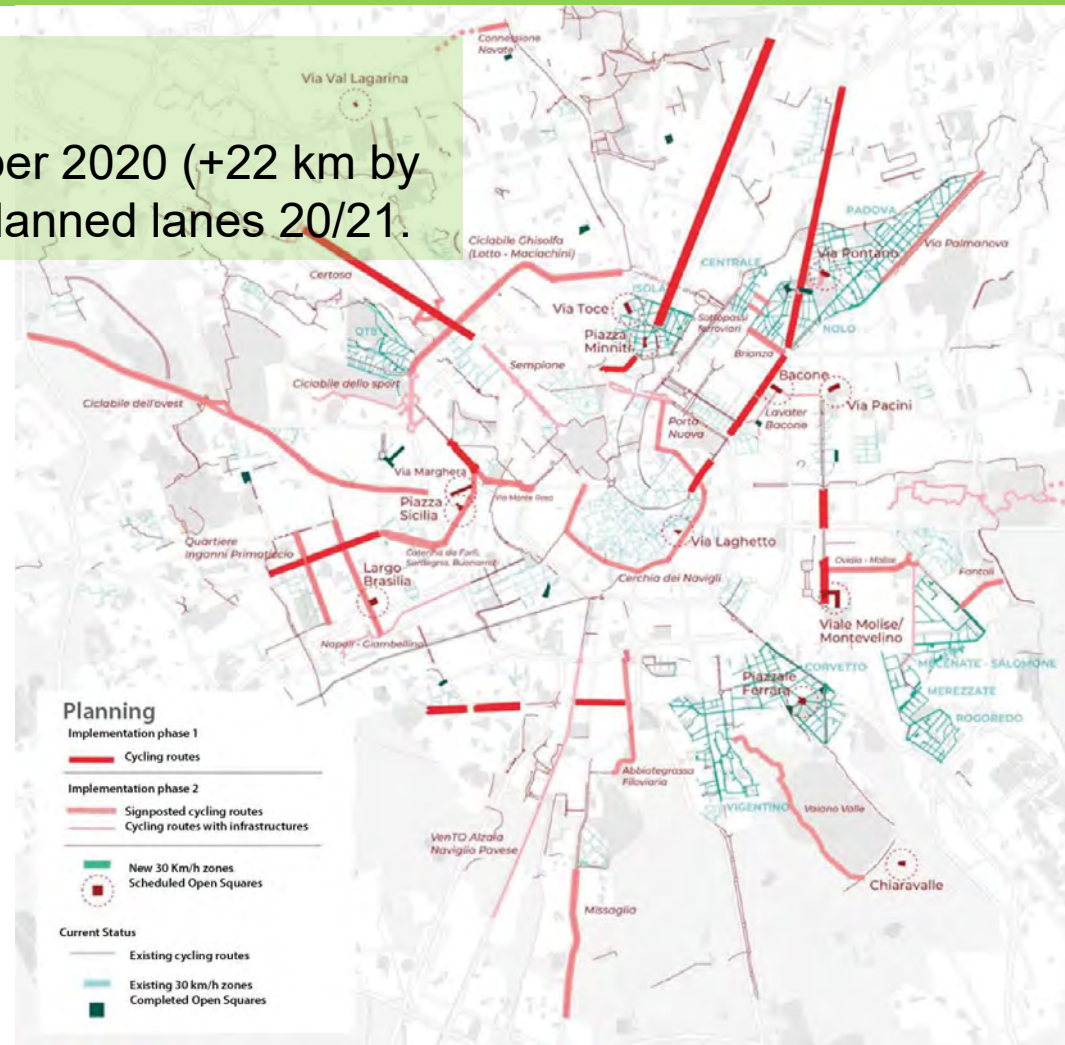 Connessione
Novate
Via Val Lagarina
ber 2020 (+22 km by
lanned lanes 20/21.
PADOVA
Via Palmanova
Ciclabile Ghisolfa
(Lotto - Maciachini)
Certosa
CENTRALE
Via Pontano
ISOLA
Via Toce
Sottopassi
ferroviari
Piazza
Minniti
NOLO
QT8
Sempione
Brianza
Ciclabile dello sport
Bacone
Ciclabile dell'ovest
Via Pacini
Porta
Nuova
Lavater
Bacone
Via Marghera
Via Monte Rosa
Piazza
Sicilia
Quartiere
Inganni Primaticcio
Via Laghetto
Caterina da Forlì,
Sardegna, Buonarroti
Ovidio - Molise
Largo
Brasilia
Cerchia dei Navigli
Fantoli
Viale Molise/
Montevelino
Napoli - Giambellino
CORVETTO
MECENATE - SALOMONE
Piazzale
Ferrara
MEREZZATE
ROGOREDO
Planning
Implementation phase 1
Cycling routes
Implementation phase 2
Signposted cycling routes
Cycling routes with infrastructures
New 30 Km/h zones
Scheduled Open Squares
Current Status
Existing cycling routes
Existing 30 km/h zones
Completed Open Squares
Abbiategrasso
Filoviaria
VIGENTINO
Vaiano Valle
VenTO Alzaia
Naviglio Pavese
Chiaravalle
Missaglia